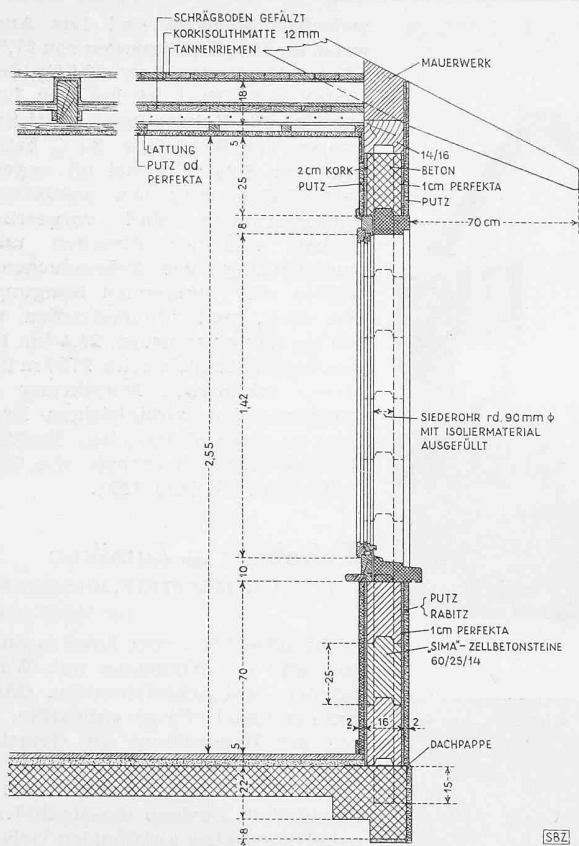 SCHRÄGBODEN GEFÄLZT
KORKISOLITHMATTE 12 mm
TANNENRIEMEN
MAUERWERK
18
LATTUNG
PUTZ od
PERFEKTA
5
25
8
2 cm KORK
PUTZ
14/16
BETON
1 cm PERFEKTA
PUTZ
70 cm
1,42
2,55
SIEDEROHR rd. 90 mm ϕ
MIT ISOLIERMATERIAL
AUSGEFÜLLT
10
PUTZ
RABITZ
1 cm PERFEKTA
SIMA"-ZELLBETONSTEINE
60/25/14
25
70
2
16
2
5
DACHPAPPE
22
15
8
SBZ